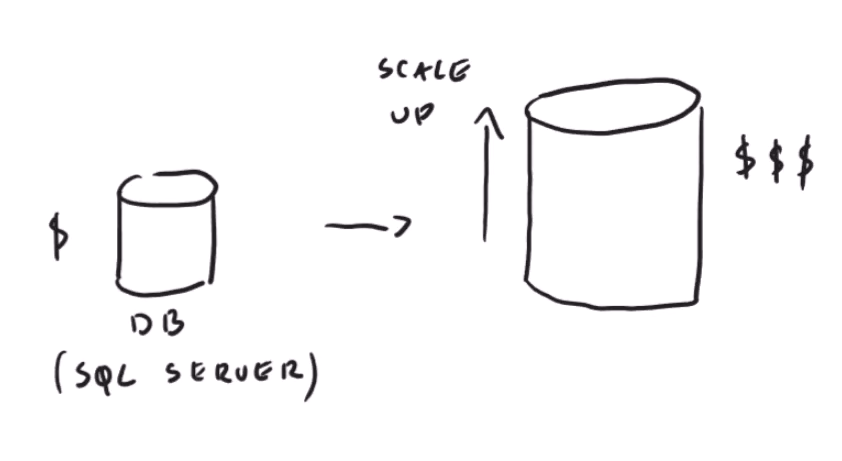 SCALE
UP
$$$
$
DB
(SQL SERVER)